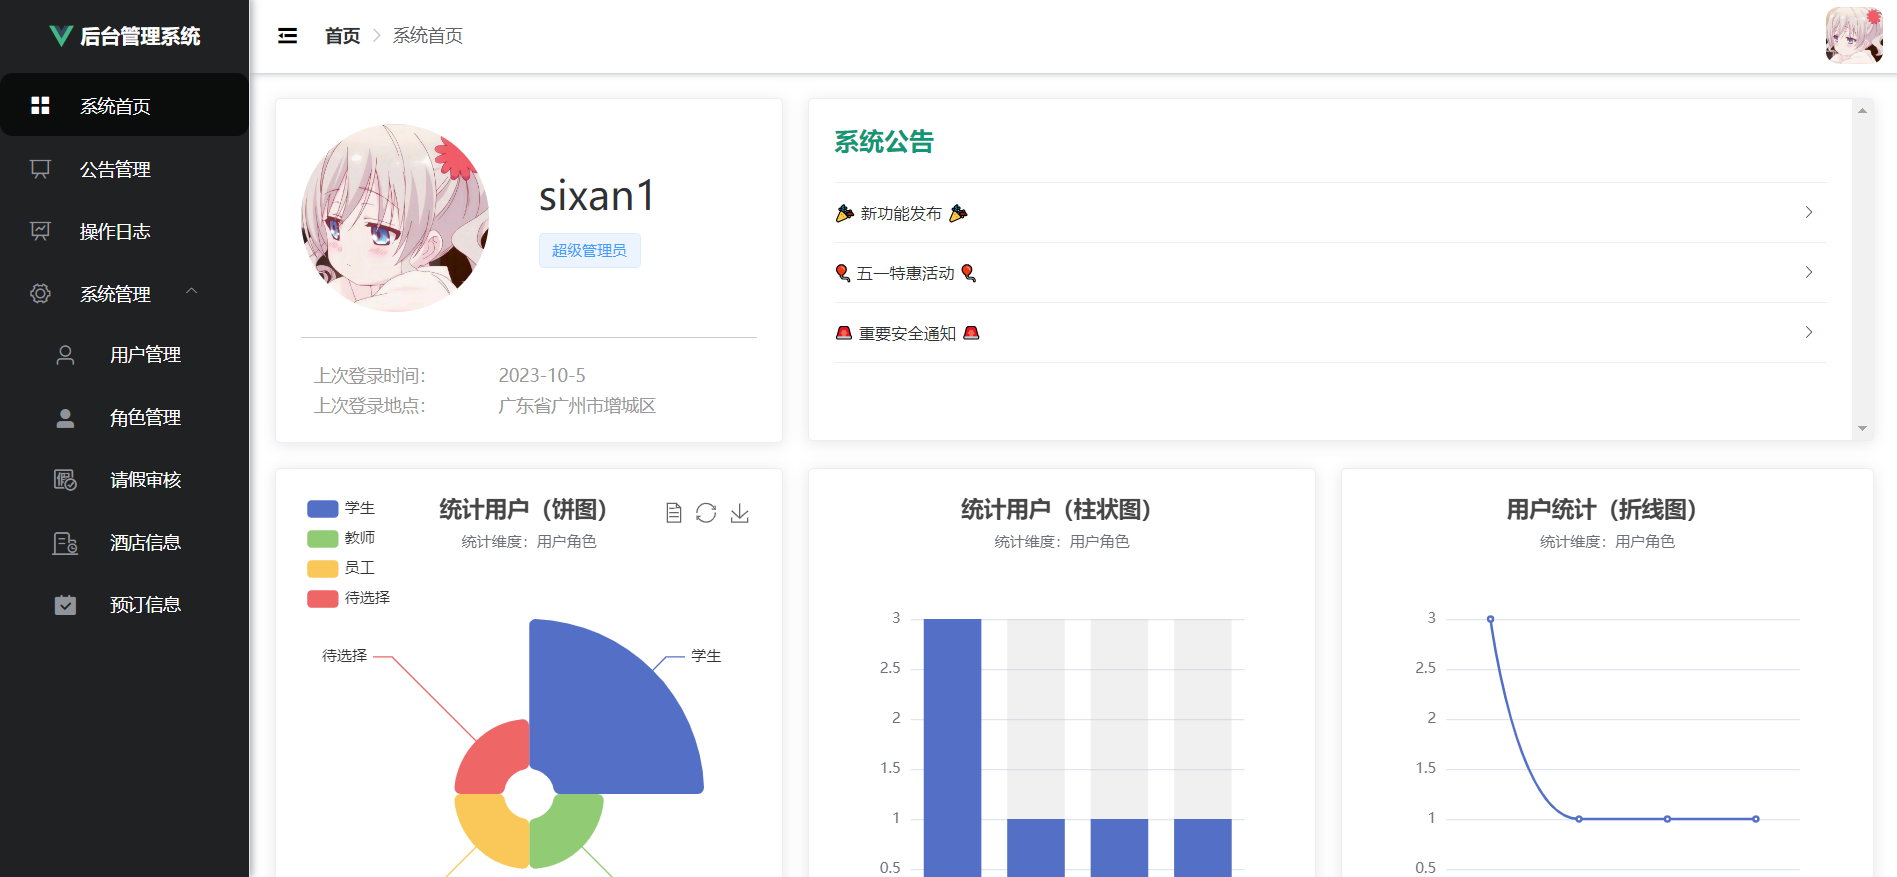 后台管理系统
系统首页
公告管理
操作日志
系统管理
用户管理
角色管理
请假审核
酒店信息
预订信息
首页 系统首页
sixan1
超级管理员
上次登录时间： 2023-10-5
上次登录地点： 广东省广州市增城区
系统公告
🎉 新功能发布 🎉
🎈 五一特惠活动 🎈
🚨 重要安全通知 🚨
统计用户（饼图）
统计维度：用户角色
学生
教师
员工
待选择
待选择
学生
统计用户（柱状图）
统计维度：用户角色
3
2.5
2
1.5
1
0.5
用户统计（折线图）
统计维度：用户角色
3
2.5
2
1.5
1
0.5